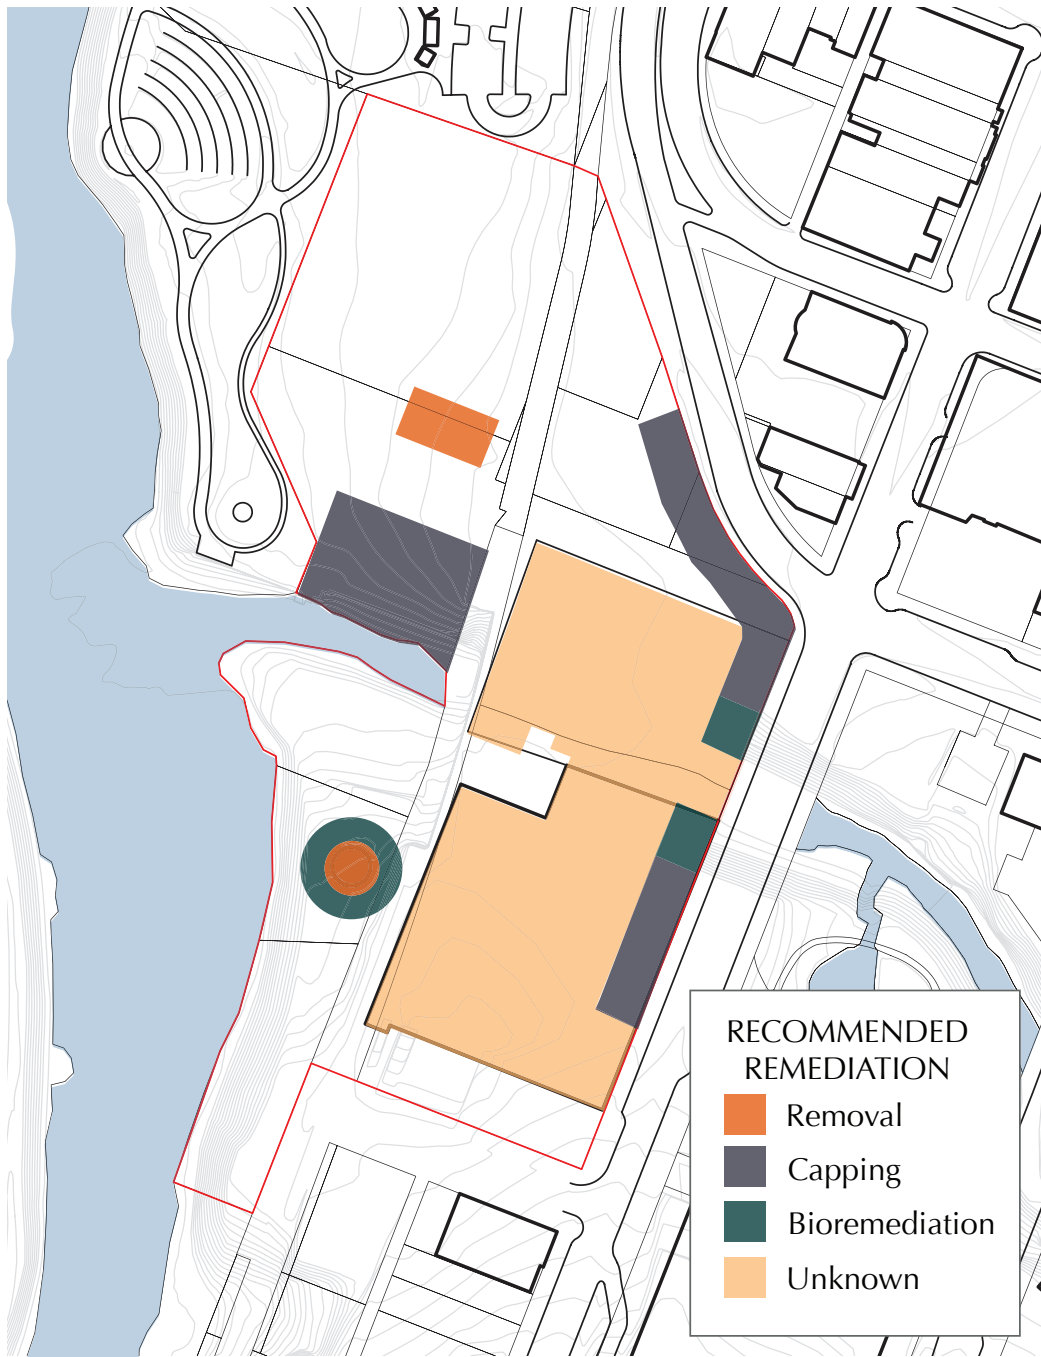 RECOMMENDED
REMEDIATION
Removal
Capping
Bioremediation
Unknown